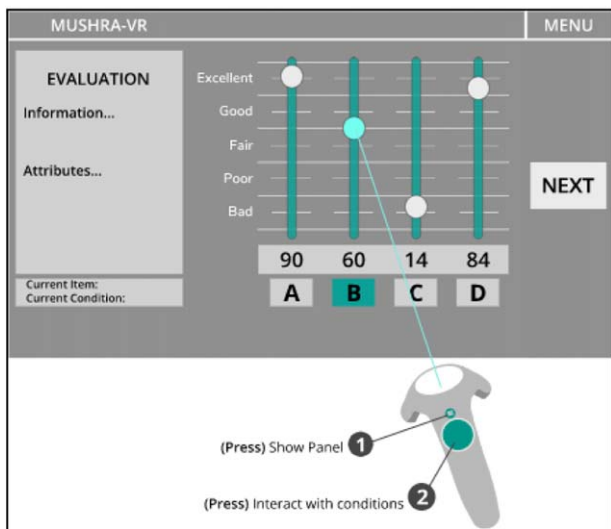 MUSHRA-VR
MENU
EVALUATION
Information...
Attributes...
Current Item:
Current Condition:
Excellent
Good
Fair
Poor
Bad
90 60 14 84
A B C D
NEXT
(Press) Show Panel 1
(Press) Interact with conditions 2